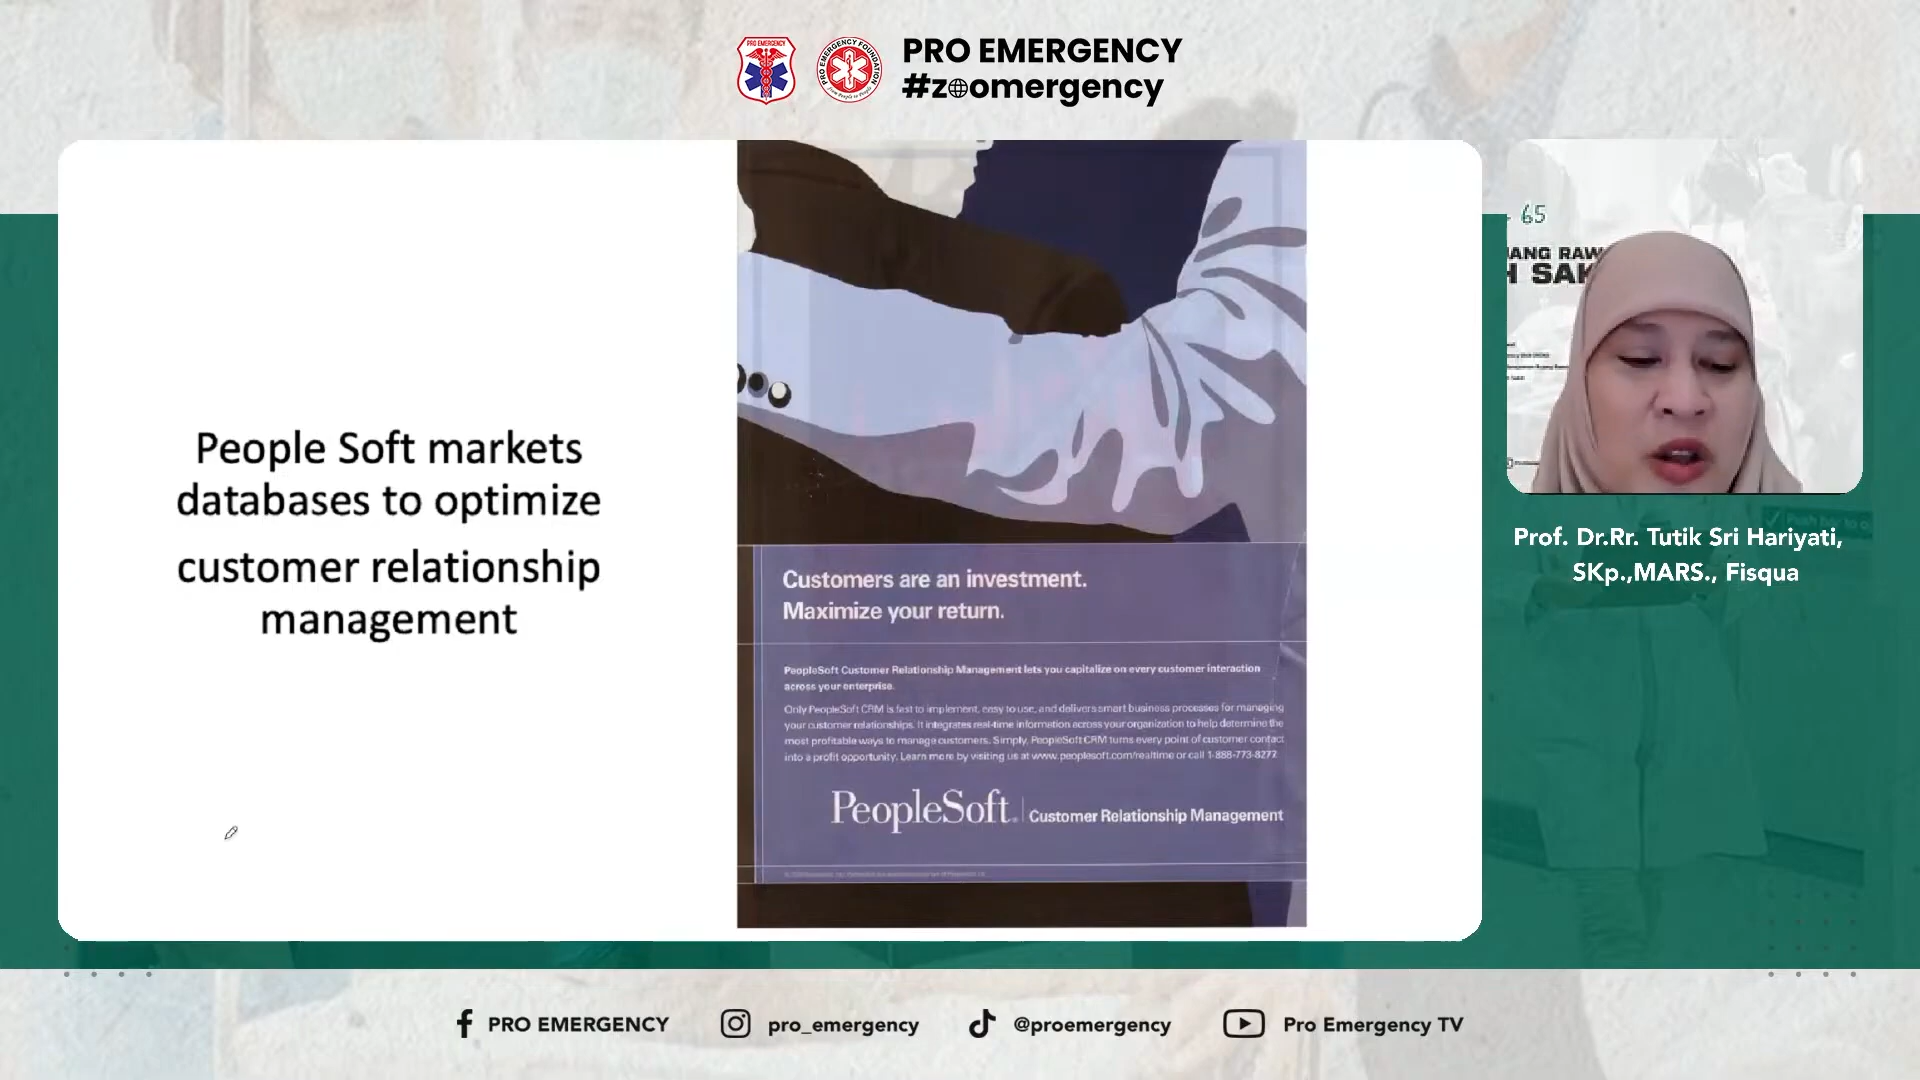 PRO EMERGENCY
PRO EMERGENCY FOUNDATION
PRO EMERGENCY
#zoomergency
People Soft markets
databases to optimize
customer relationship
management
Customers are an investment.
Maximize your return.
PeopleSoft Customer Relationship Management lets you capitalize on every customer interaction
across your enterprise.
Only PeopleSoft CRM is fast to implement, easy to use, and delivers smart business processes for managing
your customer relationships. It integrates real-time information across your organization to help determine the
most profitable ways to manage customers. Simply, PeopleSoft CRM turns every point of customer contact
into a profit opportunity. Learn more by visiting us at www.peoplesoft.com/realtime or call 1-888-773-8277.
PeopleSoft. Customer Relationship Management
65
ANG RAW
SAK
Prof. Dr.Rr. Tutik Sri Hariyati,
SKp.,MARS., Fisqua
PRO EMERGENCY
pro_emergency
@proemergency
Pro Emergency TV